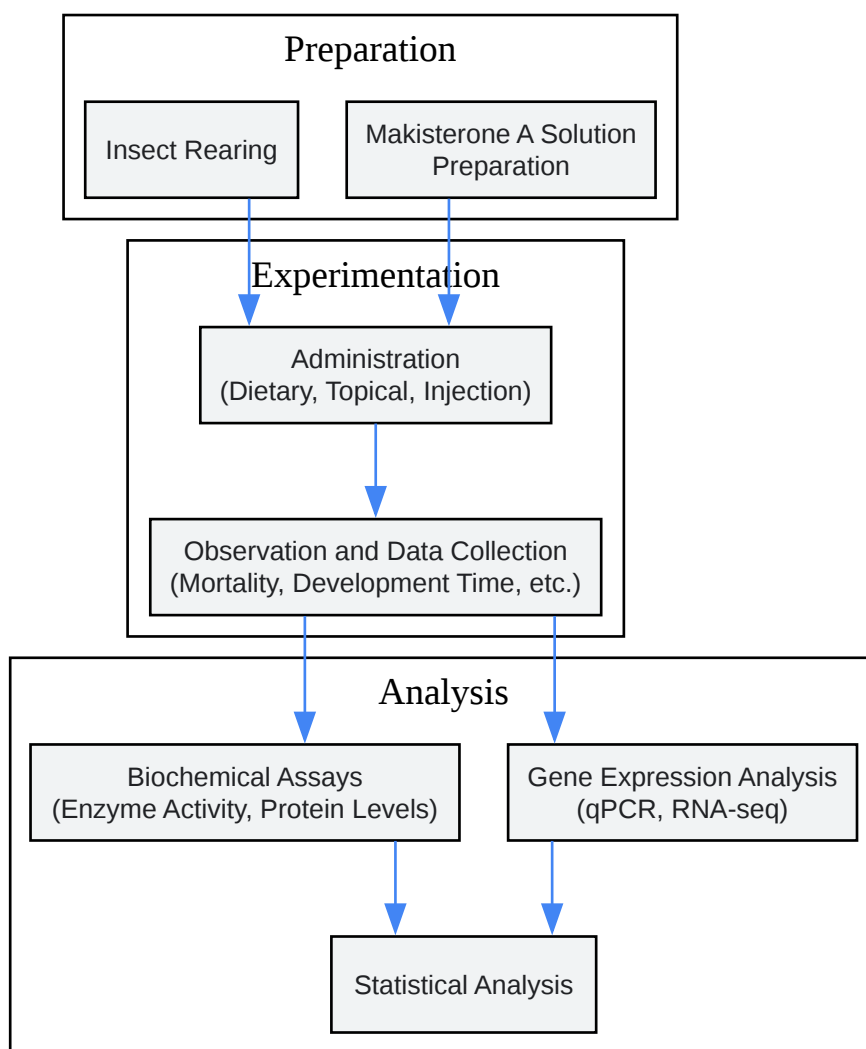 Preparation
Insect Rearing
Makisterone A Solution
Preparation
Experimentation
Administration
(Dietary, Topical, Injection)
Observation and Data Collection
(Mortality, Development Time, etc.)
Analysis
Biochemical Assays
(Enzyme Activity, Protein Levels)
Gene Expression Analysis
(qPCR, RNA-seq)
Statistical Analysis